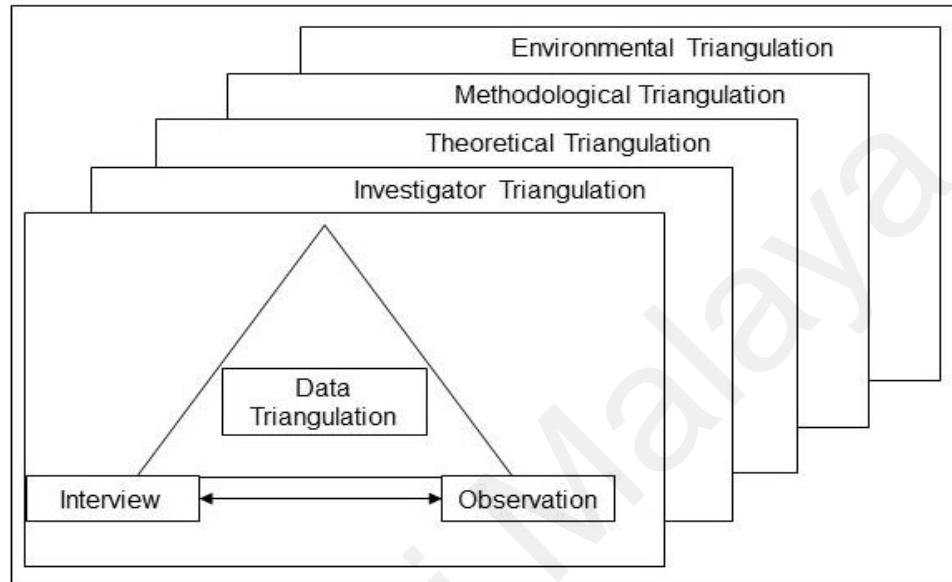 Environmental Triangulation
Methodological Triangulation
Theoretical Triangulation
Investigator Triangulation
Data
Triangulation
Interview
Observation
i Malaya